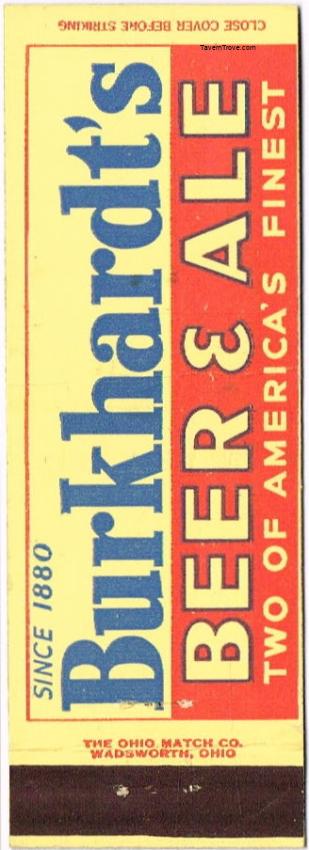 CLOSE COVER BEFORE STRIKING
TavernTrove.com
SINCE 1880
Burkhardt's
BEER & ALE
TWO OF AMERICA'S FINEST
THE OHIO MATCH CO.
WADSWORTH, OHIO